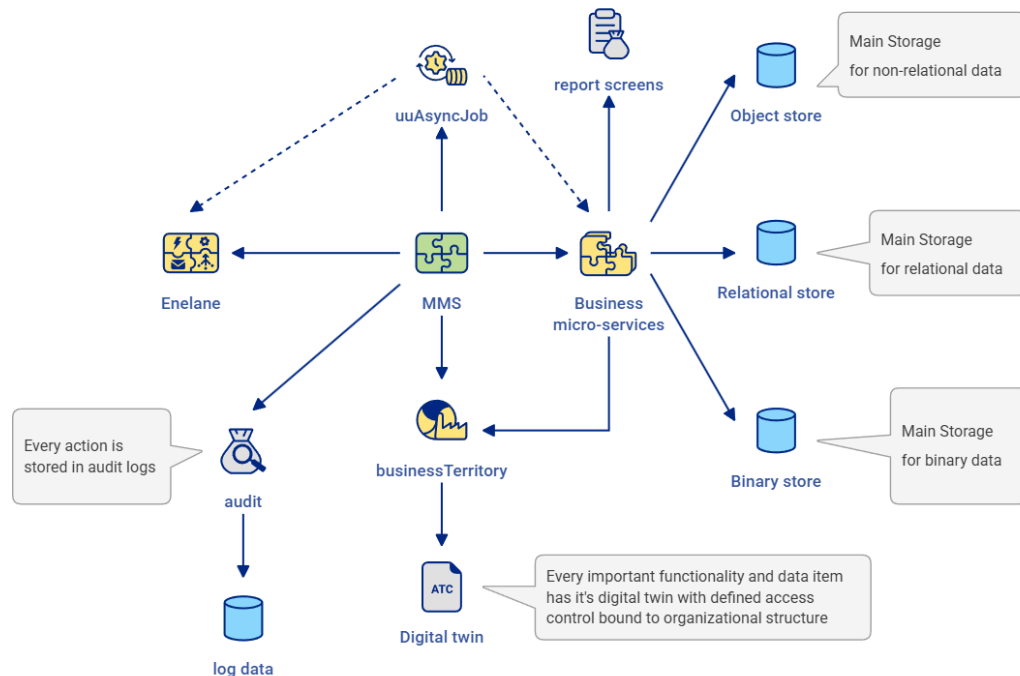 Main Storage
for non-relational data
report screens
uuAsyncJob
Object store
Main Storage
for relational data
Enelane
MMS
Business
micro-services
Relational store
Every action is
stored in audit logs
Main Storage
for binary data
businessTerritory
Binary store
audit
ATC
Every important functionality and data item
has it's digital twin with defined access
control bound to organizational structure
Digital twin
log data